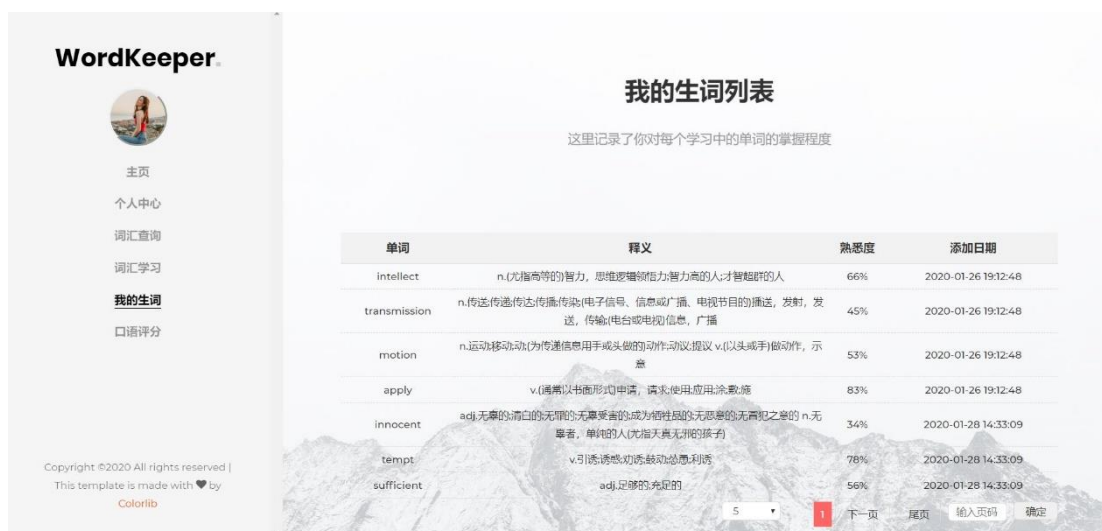 WordKeeper.
主页
个人中心
词汇查询
词汇学习
我的生词
口语评分
Copyright ©2020 All rights reserved |
This template is made with ♥ by
Colorlib
我的生词列表
这里记录了你对每个学习中的单词的掌握程度
单词 释义 熟悉度 添加日期
intellect n.(尤指高等的)智力，思维逻辑领悟力;智力高的人;才智超群的人 66% 2020-01-26 19:12:48
transmission n.传送;传递;传达;传播;传染;(电子信号、信息或广播、电视节目的)播送，发射，发
送，传输;(电台或电视)信息，广播 45% 2020-01-26 19:12:48
motion n.运动;移动;动;(为传递信息用手或头做的)动作;动议;提议 v.(以头或手)做动作，示
意 53% 2020-01-26 19:12:48
apply v.(通常以书面形式)申请，请求;使用;应用;涂;敷;施 83% 2020-01-26 19:12:48
innocent adj.无辜的;清白的;无罪的;无辜受害的;成为牺牲品的;无恶意的;无冒犯之意的 n.无
辜者，单纯的人(尤指天真无邪的孩子) 34% 2020-01-28 14:33:09
tempt v.引诱;诱惑;劝诱;鼓动;怂恿;利诱 78% 2020-01-28 14:33:09
sufficient adj.足够的;充足的 56% 2020-01-28 14:33:09
5 1 下一页 尾页 输入页码 确定